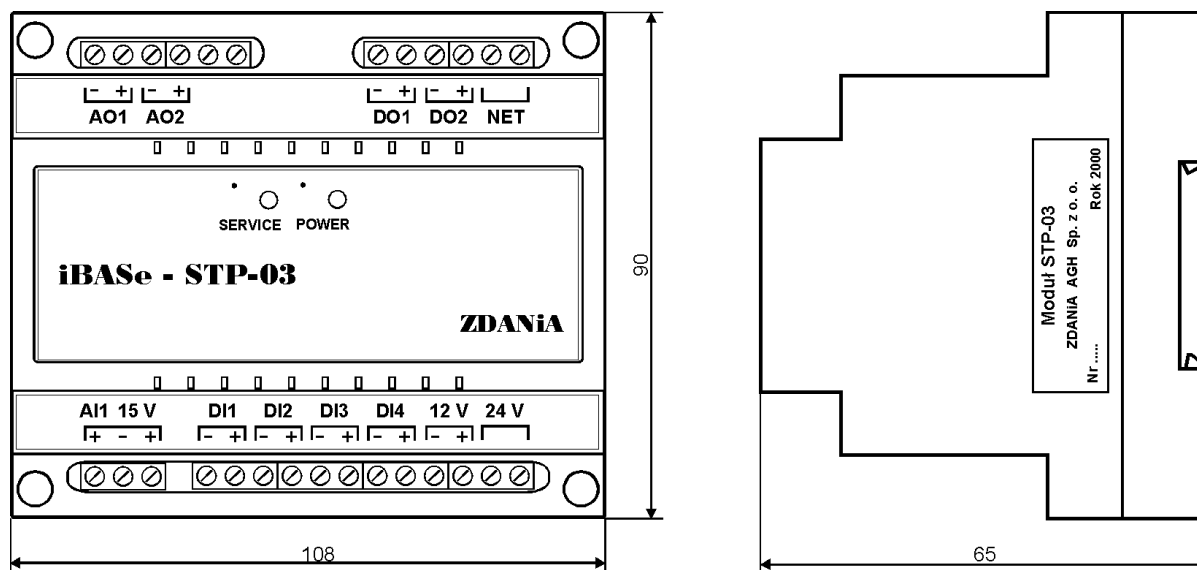 - + - + - + - +
AO1 AO2 DO1 DO2 NET
SERVICE POWER
iBASe - STP-03
ZDANiA
AI1 15 V DI1 DI2 DI3 DI4 12 V 24 V
+ - + - + - + - + - + - +
108
90
Moduł STP-03
ZDANiA AGH Sp. z o. o.
Nr ..... Rok 2000
65